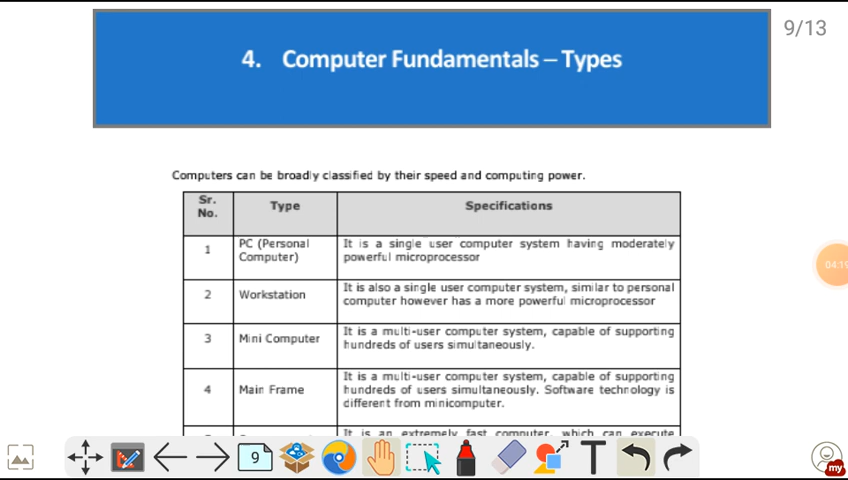 9/13
4. Computer Fundamentals – Types
Computers can be broadly classified by their speed and computing power.
Sr. No.
Type
Specifications
1
PC (Personal Computer)
It is a single user computer system having moderately
powerful microprocessor
2
Workstation
It is also a single user computer system, similar to personal
computer however has a more powerful microprocessor
3
Mini Computer
It is a multi-user computer system, capable of supporting
hundreds of users simultaneously.
4
Main Frame
It is a multi-user computer system, capable of supporting
hundreds of users simultaneously. Software technology is
different from minicomputer.
It is an extremely fast computer, which can execute
04:19
9
T
my